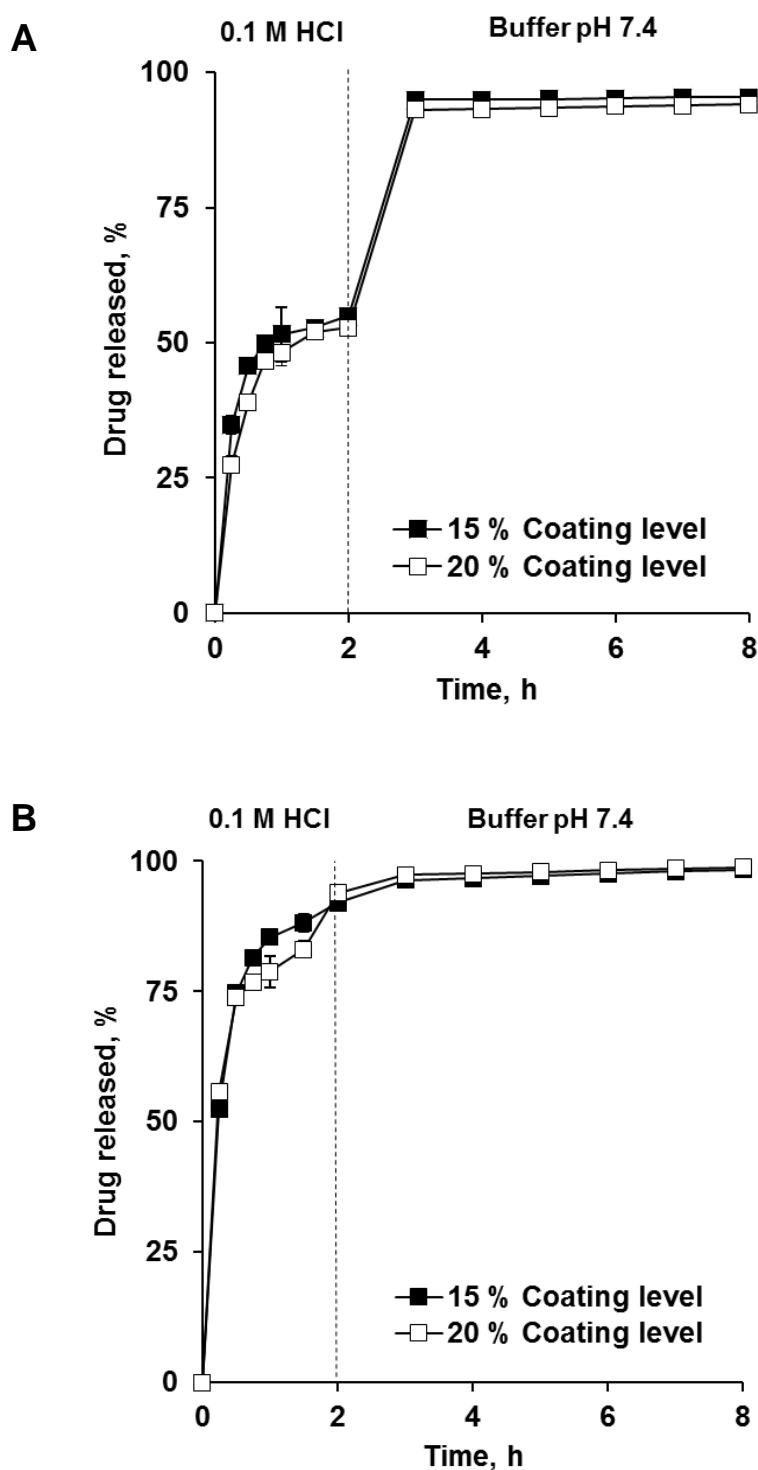 A
0.1 M HCl
Buffer pH 7.4
100
75
50
25
0
Drug released, %
15 % Coating level
20 % Coating level
0
2
4
6
8
Time, h
B
0.1 M HCl
Buffer pH 7.4
100
75
50
25
0
Drug released, %
15 % Coating level
20 % Coating level
0
2
4
6
8
Time, h